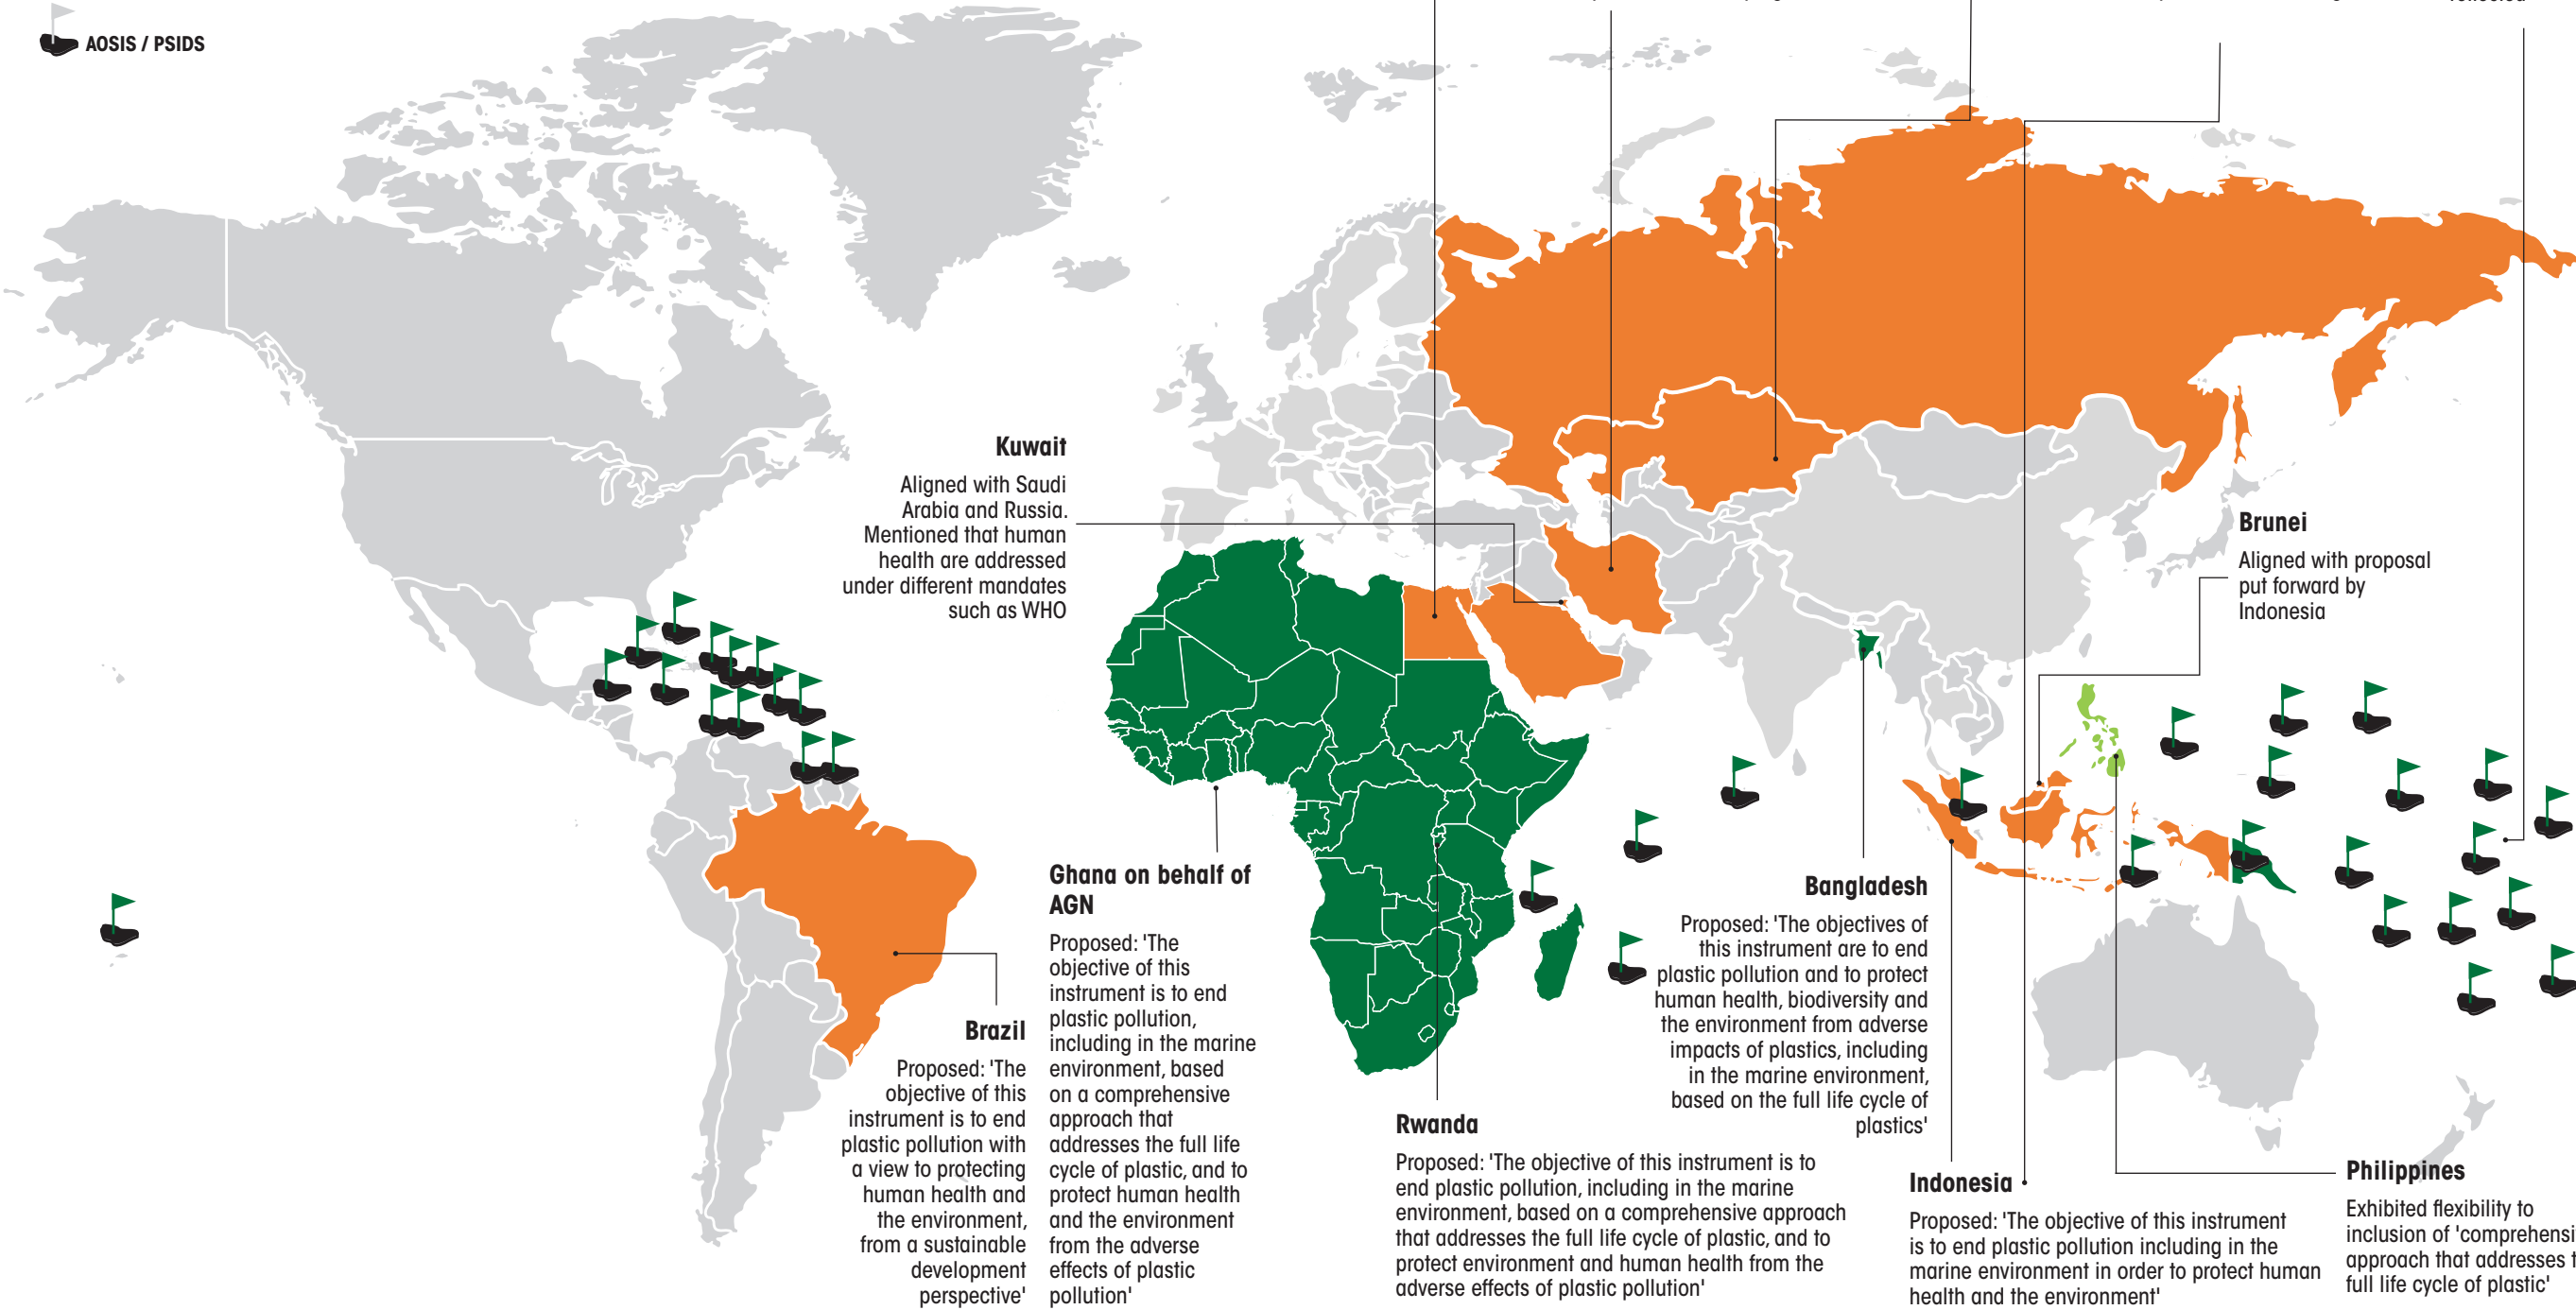 AOSIS / PSIDS
Kuwait
Aligned with Saudi
Arabia and Russia.
Mentioned that human
health are addressed
under different mandates
such as WHO
Brunei
Aligned with proposal
put forward by
Indonesia
Brazil
Proposed: 'The
objective of this
instrument is to end
plastic pollution with
a view to protecting
human health and
the environment,
from a sustainable
development
perspective'
Ghana on behalf of
AGN
Proposed: 'The
objective of this
instrument is to end
plastic pollution,
including in the marine
environment, based
on a comprehensive
approach that
addresses the full life
cycle of plastic, and to
protect human health
and the environment
from the adverse
effects of plastic
pollution'
Rwanda
Proposed: 'The objective of this instrument is to
end plastic pollution, including in the marine
environment, based on a comprehensive approach
that addresses the full life cycle of plastic, and to
protect environment and human health from the
adverse effects of plastic pollution'
Bangladesh
Proposed: 'The objectives of
this instrument are to end
plastic pollution and to protect
human health, biodiversity and
the environment from adverse
impacts of plastics, including
in the marine environment,
based on the full life cycle of
plastics'
Indonesia
Proposed: 'The objective of this instrument
is to end plastic pollution including in the
marine environment in order to protect human
health and the environment'
Philippines
Exhibited flexibility to
inclusion of 'comprehensi
approach that addresses t
full life cycle of plastic'